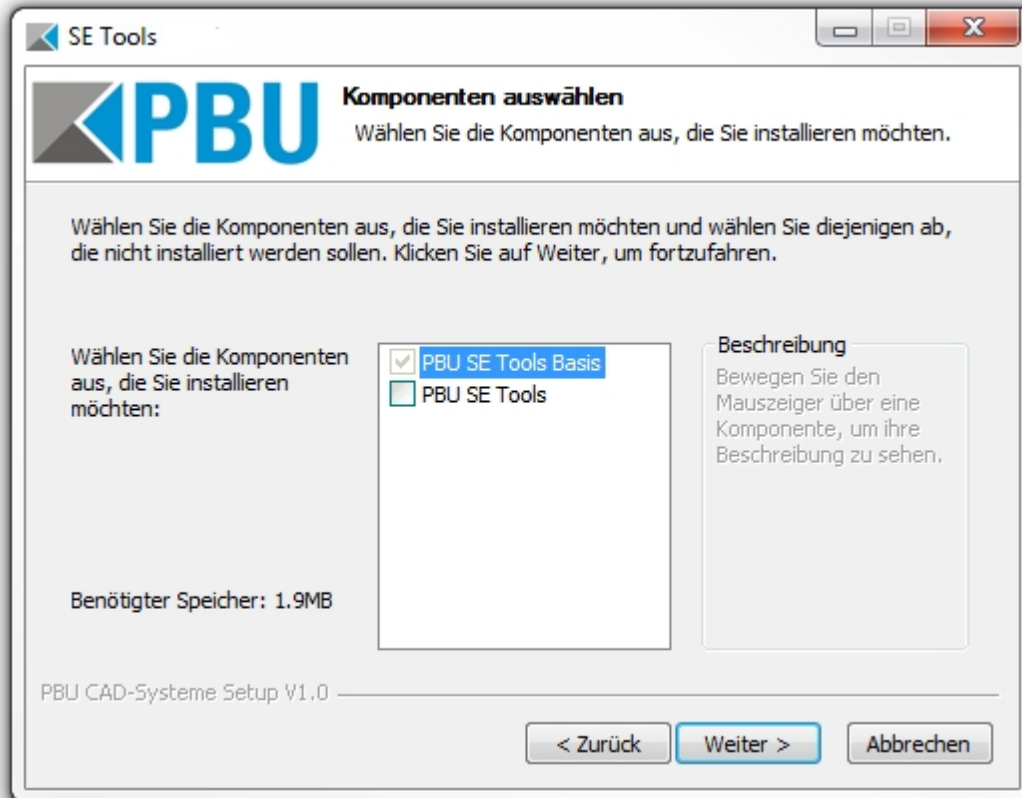 SE Tools
PBU
Komponenten auswählen
Wählen Sie die Komponenten aus, die Sie installieren möchten.
Wählen Sie die Komponenten aus, die Sie installieren möchten und wählen Sie diejenigen ab,
die nicht installiert werden sollen. Klicken Sie auf Weiter, um fortzufahren.
Wählen Sie die Komponenten
aus, die Sie installieren
möchten:
PBU SE Tools Basis
PBU SE Tools
Beschreibung
Bewegen Sie den
Mauszeiger über eine
Komponente, um ihre
Beschreibung zu sehen.
Benötigter Speicher: 1.9MB
PBU CAD-Systeme Setup V1.0
< Zurück
Weiter >
Abbrechen